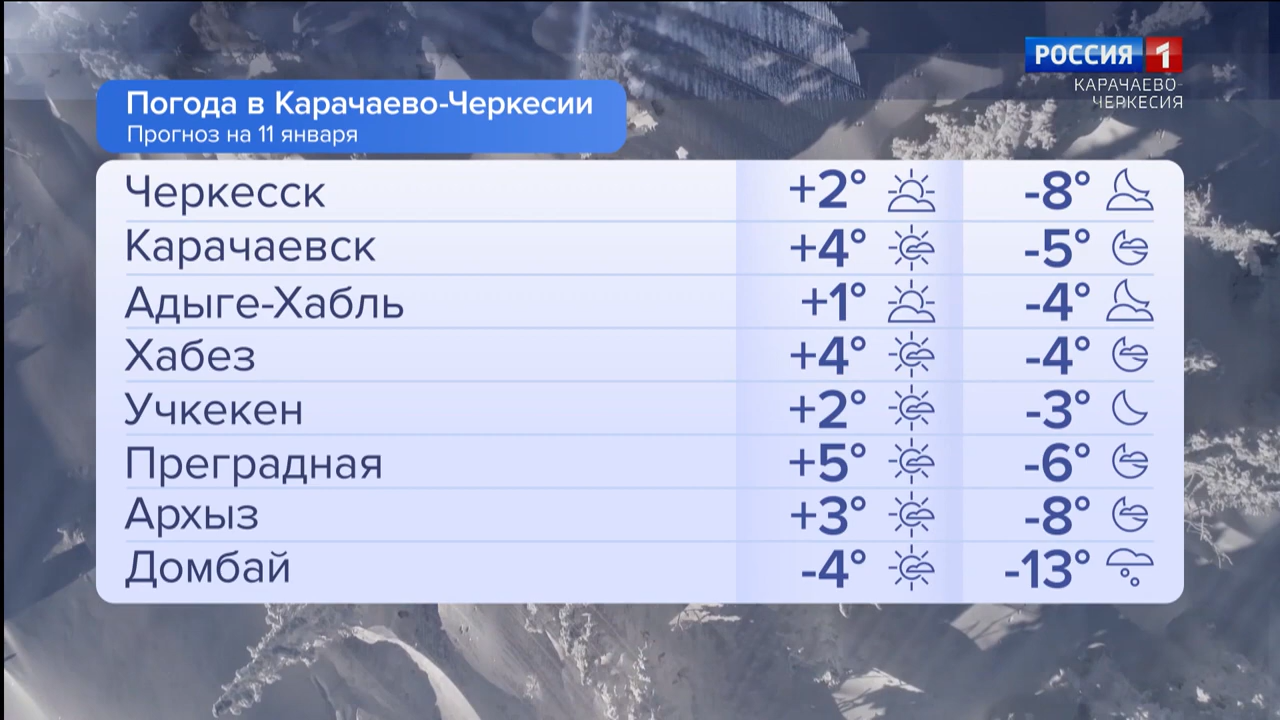 РОССИЯ 1
КАРАЧАЕВО-
ЧЕРКЕСИЯ
Погода в Карачаево-Черкесии
Прогноз на 11 января
Черкесск +2° -8°
Карачаевск +4° -5°
Адыге-Хабль +1° -4°
Хабез +4° -4°
Учкекен +2° -3°
Преградная +5° -6°
Архыз +3° -8°
Домбай -4° -13°